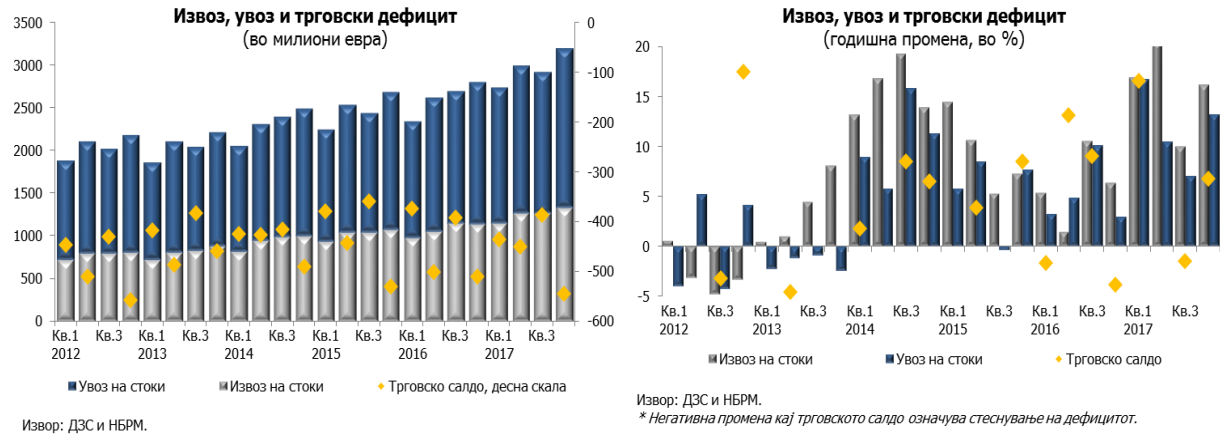 Извоз, увоз и трговски дефицит
(во милиони евра)
3500
3000
2500
2000
1500
1000
500
0
0
-100
-200
-300
-400
-500
-600
Кв.1 Кв.3 Кв.1 Кв.3 Кв.1 Кв.3 Кв.1 Кв.3 Кв.1 Кв.3 Кв.1 Кв.3
2012 2013 2014 2015 2016 2017
Увоз на стоки Извоз на стоки Трговско салдо, десна скала
Извор: ДЗС и НБРМ.
Извоз, увоз и трговски дефицит
(годишна промена, во %)
20
15
10
5
0
-5
Кв.1 Кв.3 Кв.1 Кв.3 Кв.1 Кв.3 Кв.1 Кв.3 Кв.1 Кв.3 Кв.1 Кв.3
2012 2013 2014 2015 2016 2017
Извоз на стоки Увоз на стоки Трговско салдо
Извор: ДЗС и НБРМ.
* Негативна промена кај трговското салдо означува стеснување на дефицитот.